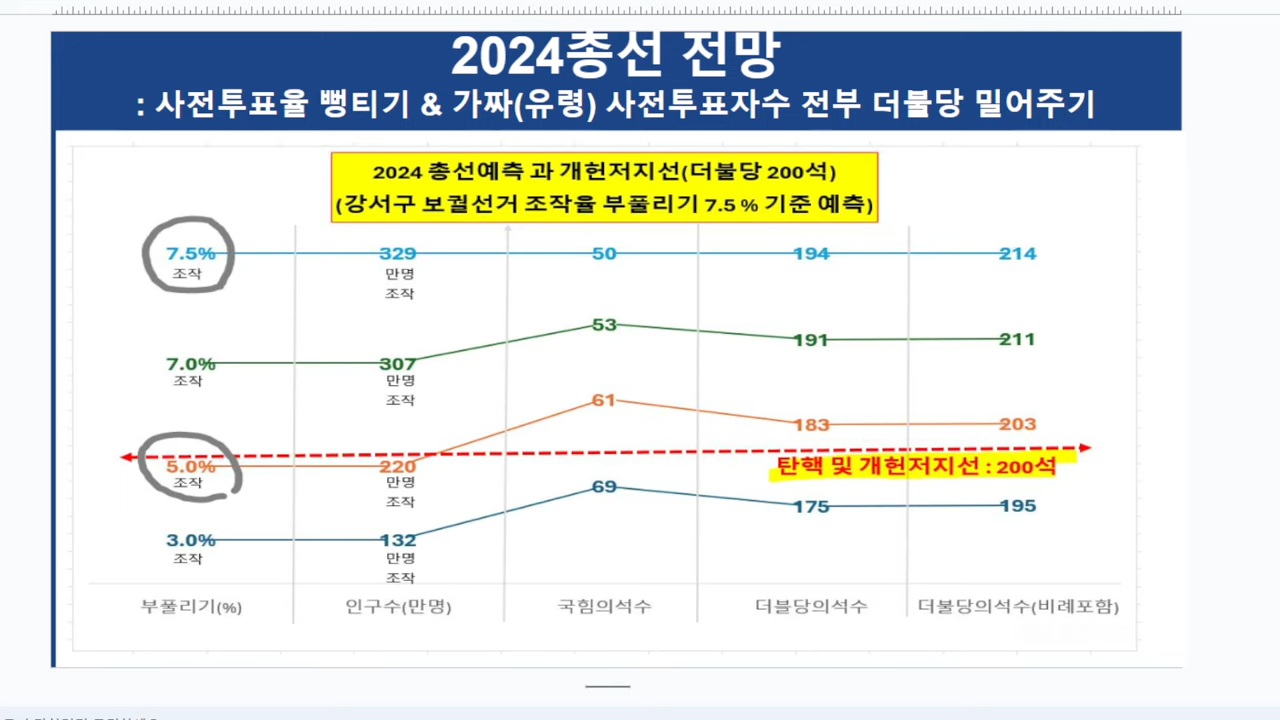 2024총선 전망
: 사전투표율 뻥티기 & 가짜(유령) 사전투표자수 전부 더불당 밀어주기
2024 총선예측 과 개헌저지선(더불당 200석)
(강서구 보궐선거 조작율 부풀리기 7.5 % 기준 예측)
7.5% 329 50 194 214
조작 만명
조작
7.0% 307 53 191 211
조작 만명
조작
5.0% 220 61 183 203
조작 만명
조작
탄핵 및 개헌저지선 : 200석
3.0% 132 69 175 195
조작 만명
조작
부풀리기(%) 인구수(만명) 국힘의석수 더블당의석수 더불당의석수(비례포함)